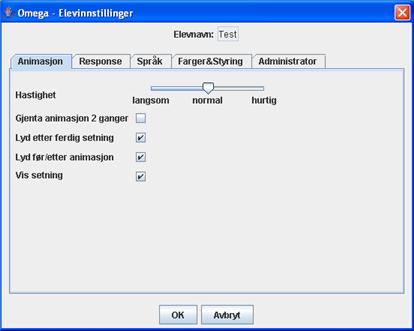 Omega - Elevinnstillinger
Elevnavn: Test
Animasjon Response Språk Farger&Styring Administrator
Hastighet
langsom normal hurtig
Gjenta animasjon 2 ganger
Lyd etter ferdig setning
Lyd før/etter animasjon
Vis setning
OK Avbryt